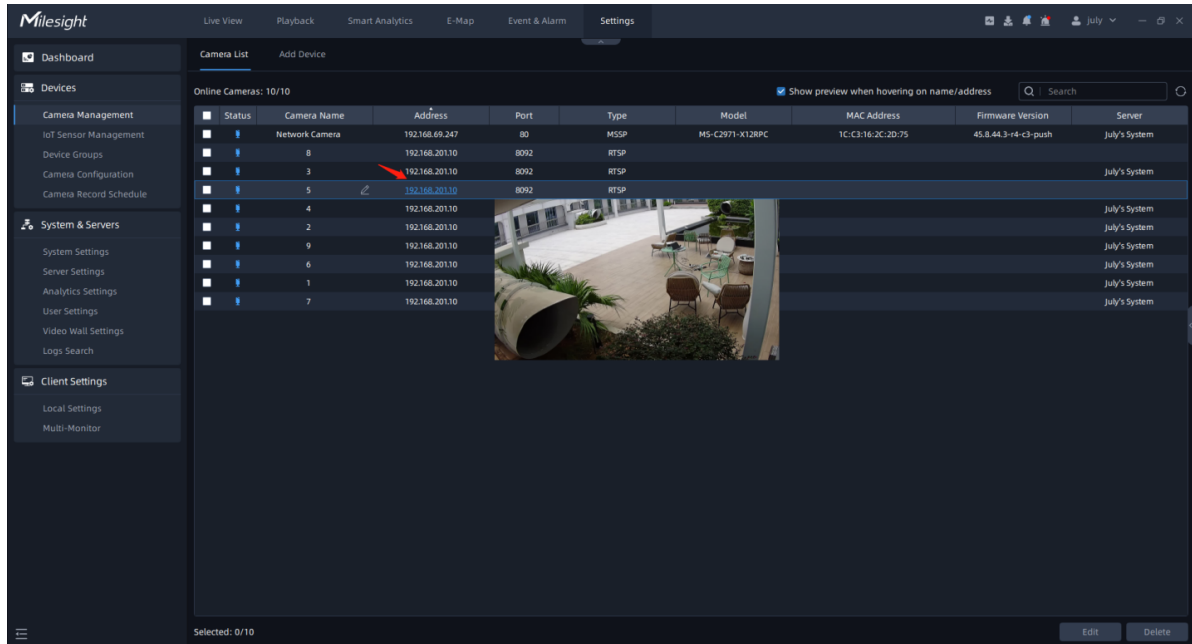 Milesight Live View Playback Smart Analytics E-Map Event & Alarm Settings july
Dashboard
Devices
Camera Management
IoT Sensor Management
Device Groups
Camera Configuration
Camera Record Schedule
System & Servers
System Settings
Server Settings
Analytics Settings
User Settings
Video Wall Settings
Logs Search
Client Settings
Local Settings
Multi-Monitor
Camera List Add Device
Online Cameras: 10/10 Show preview when hovering on name/address Search
Status Camera Name Address Port Type Model MAC Address Firmware Version Server
Network Camera 192.168.69.247 80 MSSP MS-C2971-X12RPC 1C:C3:16:2C:2D:75 45.8.44.3-r4-c3-push July's System
8 192.168.201.10 8092 RTSP
3 192.168.201.10 8092 RTSP July's System
5 192.168.201.10 8092 RTSP
4 192.168.201.10 July's System
2 192.168.201.10 July's System
9 192.168.201.10 July's System
6 192.168.201.10 July's System
1 192.168.201.10 July's System
7 192.168.201.10 July's System
Selected: 0/10 Edit Delete